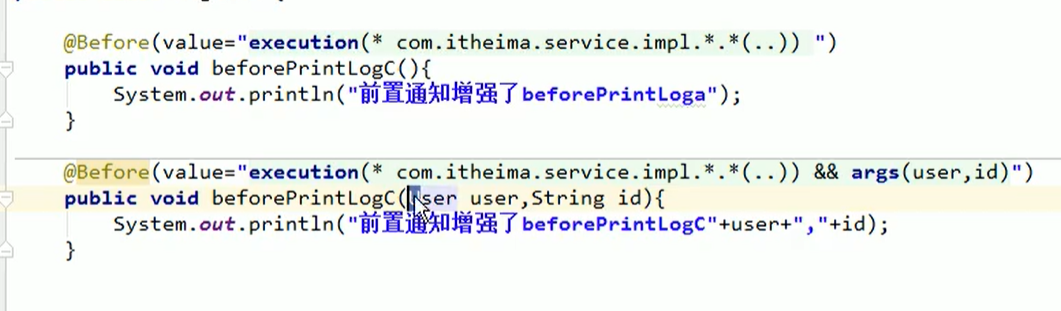 @Before(value="execution(* com.itheima.service.impl.*.*(..)) ")
public void beforePrintLogC(){
System.out.println("前置通知增强了beforePrintLoga");
}
@Before(value="execution(* com.itheima.service.impl.*.*(..)) && args(user,id)")
public void beforePrintLogC(User user,String id){
System.out.println("前置通知增强了beforePrintLogC"+user+","+id);
}